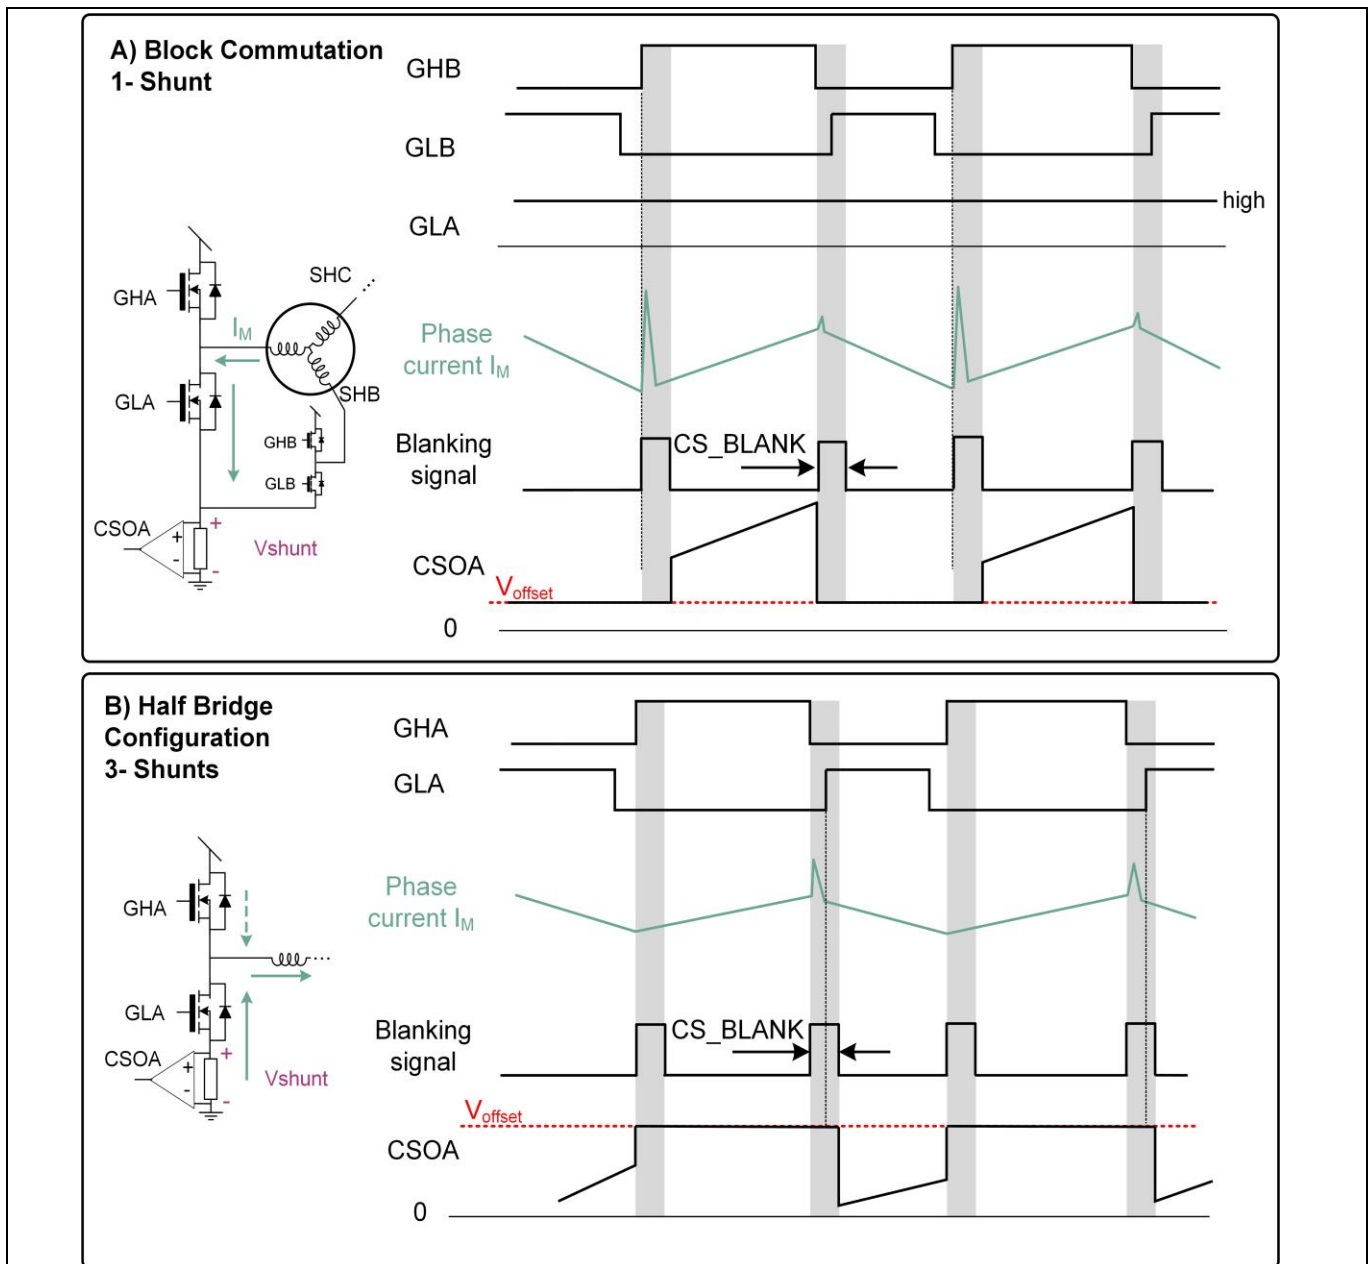 A) Block Commutation
1- Shunt
GHB
GLB
GLA
high
SHC
GHA
IM
Phase
current IM
SHB
GLA
GHB
GLB
Blanking
signal
CS_BLANK
CSOA
+
+
-
-
Vshunt
CSOA
Voffset
0
B) Half Bridge
Configuration
3- Shunts
GHA
GLA
Phase
current IM
GHA
GLA
Blanking
signal
CS_BLANK
CSOA
+
+
-
-
Vshunt
Voffset
CSOA
0